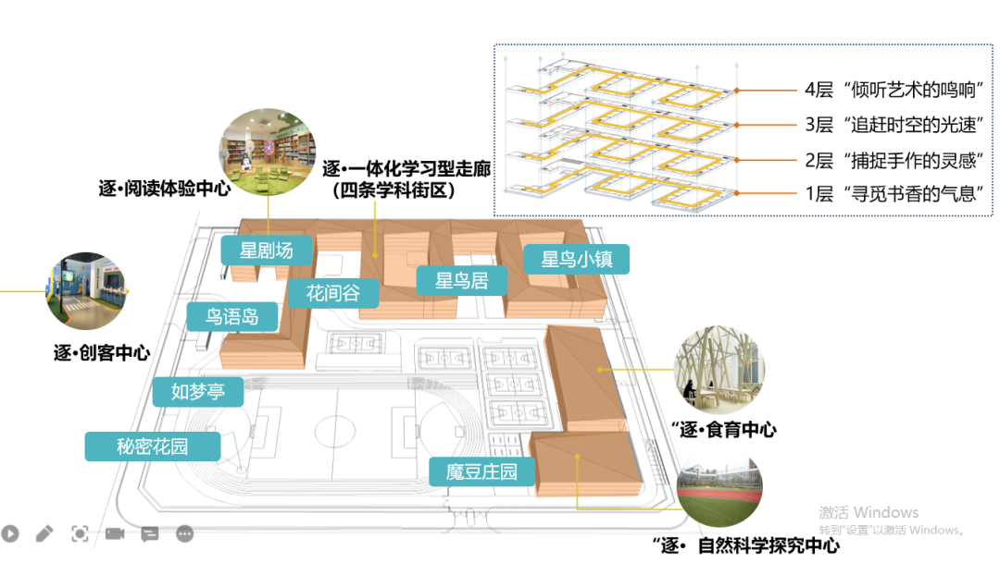 4层“倾听艺术的鸣响”
3层“追赶时空的光速”
2层“捕捉手作的灵感”
1层“寻觅书香的气息”
逐·阅读体验中心
逐·一体化学习型走廊
（四条学科街区）
星剧场
星鸟小镇
花间谷
星鸟居
鸟语岛
逐·创客中心
如梦亭
“逐·食育中心
秘密花园
魔豆庄园
激活 Windows
转到“设置”以激活 Windows。
“逐· 自然科学探究中心